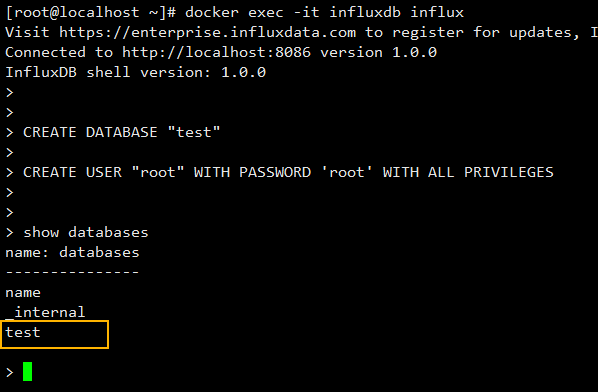 [root@localhost ~]# docker exec -it influxdb influx
Visit https://enterprise.influxdata.com to register for updates, I
Connected to http://localhost:8086 version 1.0.0
InfluxDB shell version: 1.0.0
>
>
> CREATE DATABASE "test"
>
> CREATE USER "root" WITH PASSWORD 'root' WITH ALL PRIVILEGES
>
>
> show databases
name: databases
---------------
name
_internal
test
>